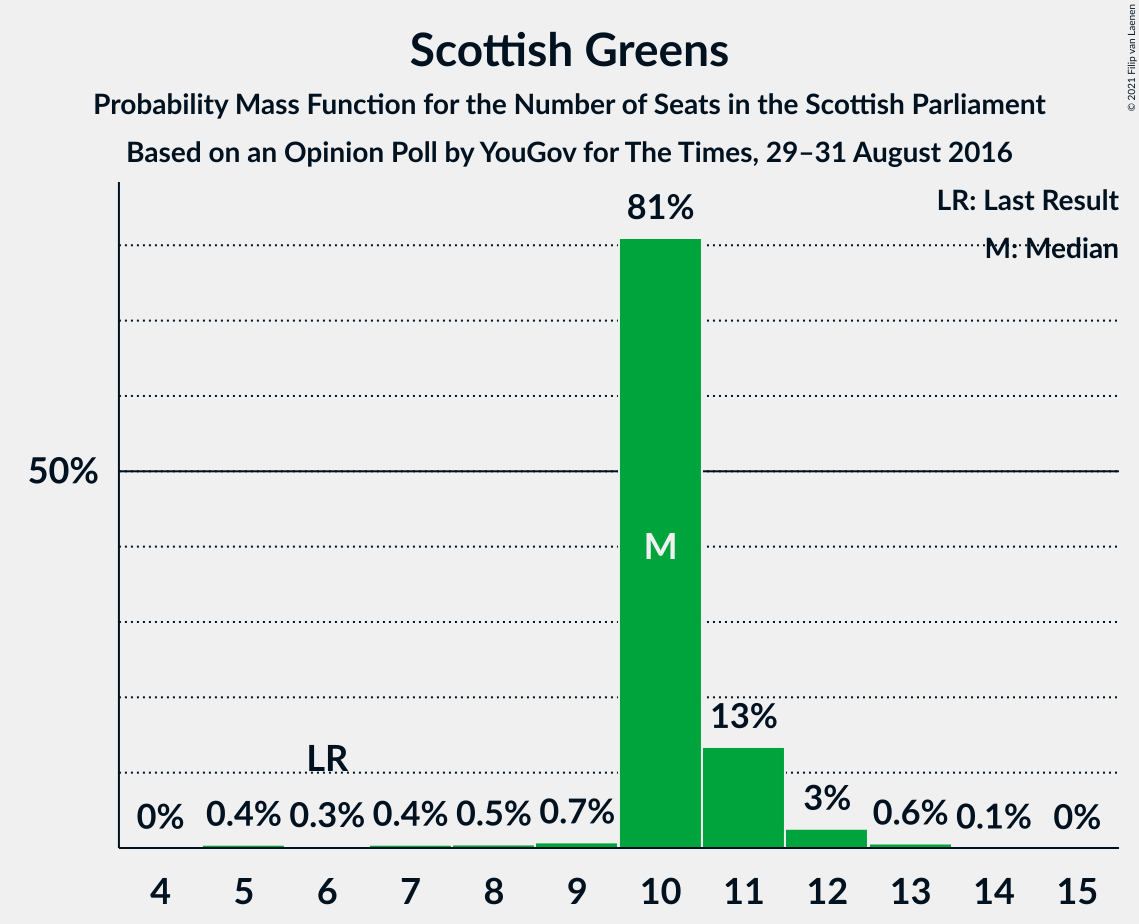 Scottish Greens
Probability Mass Function for the Number of Seats in the Scottish Parliament
Based on an Opinion Poll by YouGov for The Times, 29–31 August 2016
© 2021 Filip van Laenen
LR: Last Result
M: Median
81%
50%
M
13%
LR
0% 0.4% 0.3% 0.4% 0.5% 0.7% 3% 0.6% 0.1% 0%
4 5 6 7 8 9 10 11 12 13 14 15